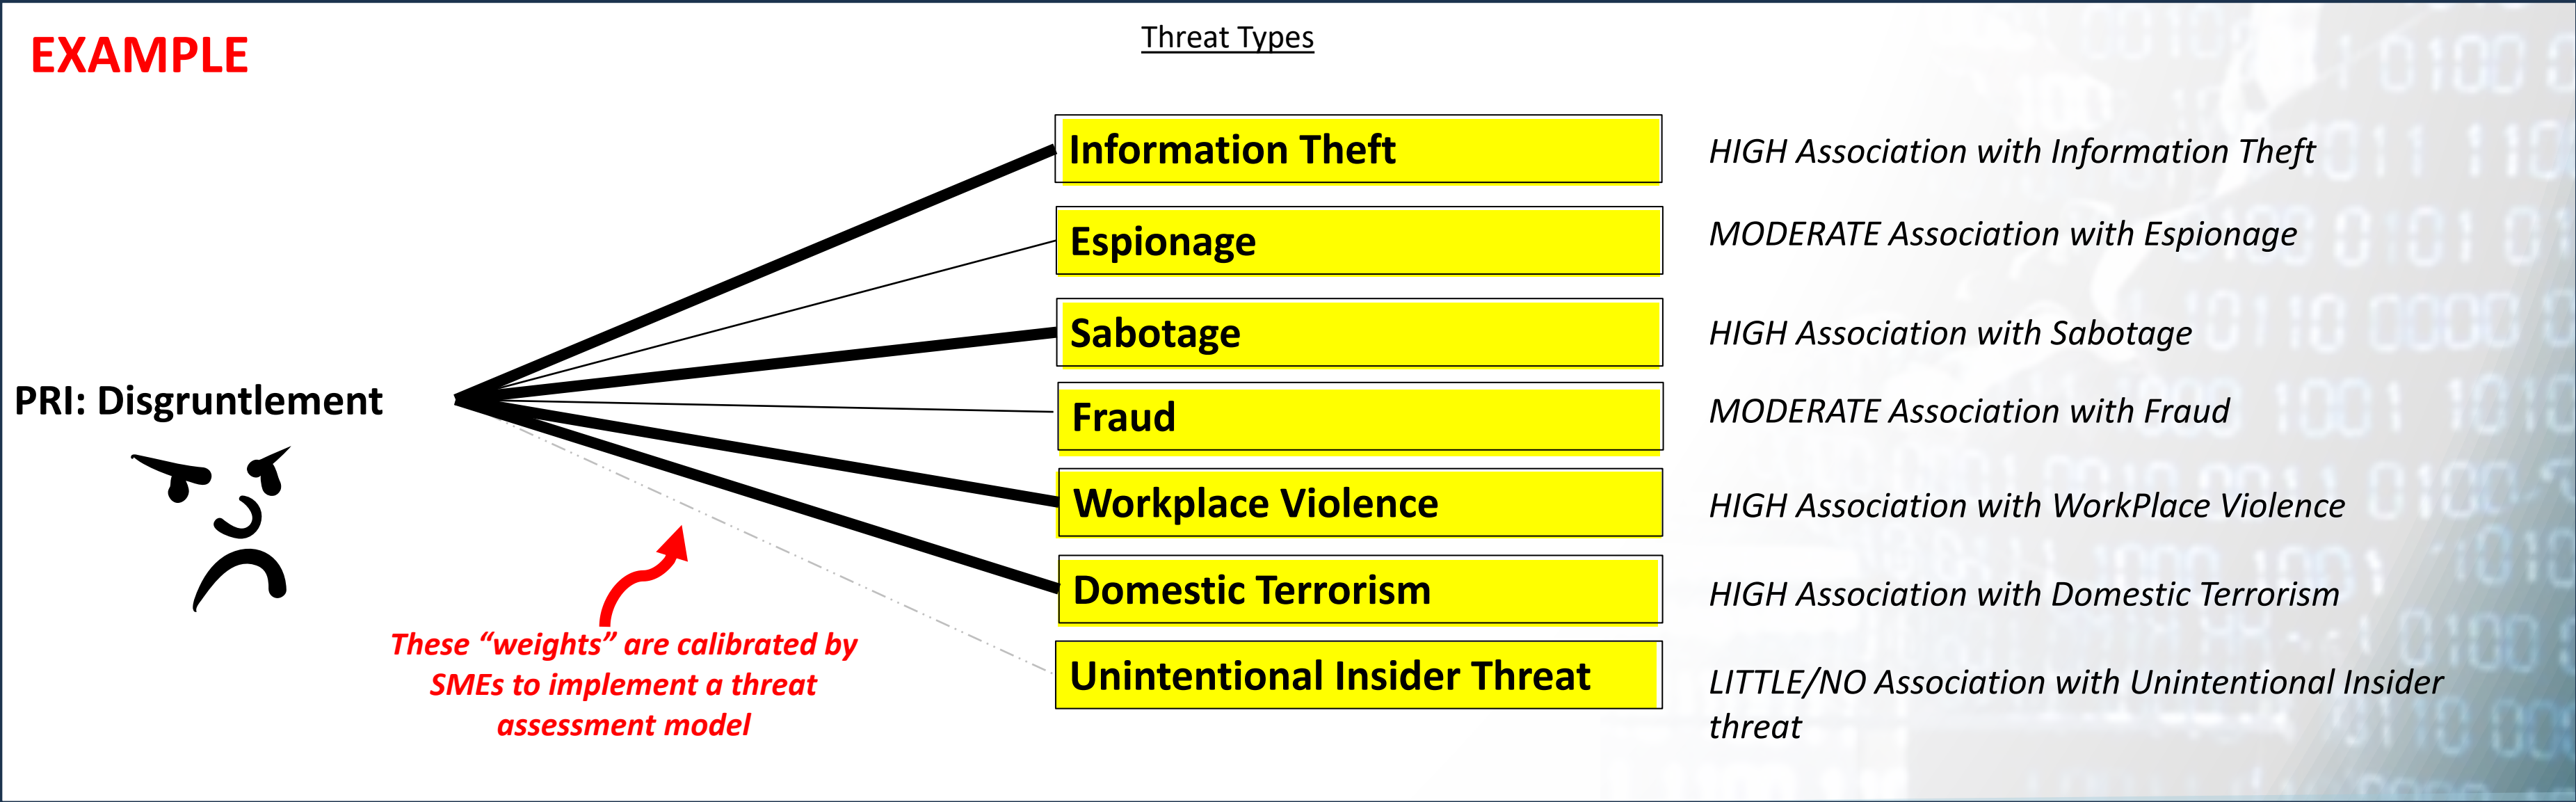 EXAMPLE
Threat Types
Information Theft
HIGH Association with Information Theft
Espionage
MODERATE Association with Espionage
Sabotage
HIGH Association with Sabotage
PRI: Disgruntlement
Fraud
MODERATE Association with Fraud
Workplace Violence
HIGH Association with WorkPlace Violence
Domestic Terrorism
HIGH Association with Domestic Terrorism
These “weights” are calibrated by
SMEs to implement a threat
assessment model
Unintentional Insider Threat
LITTLE/NO Association with Unintentional Insider
threat